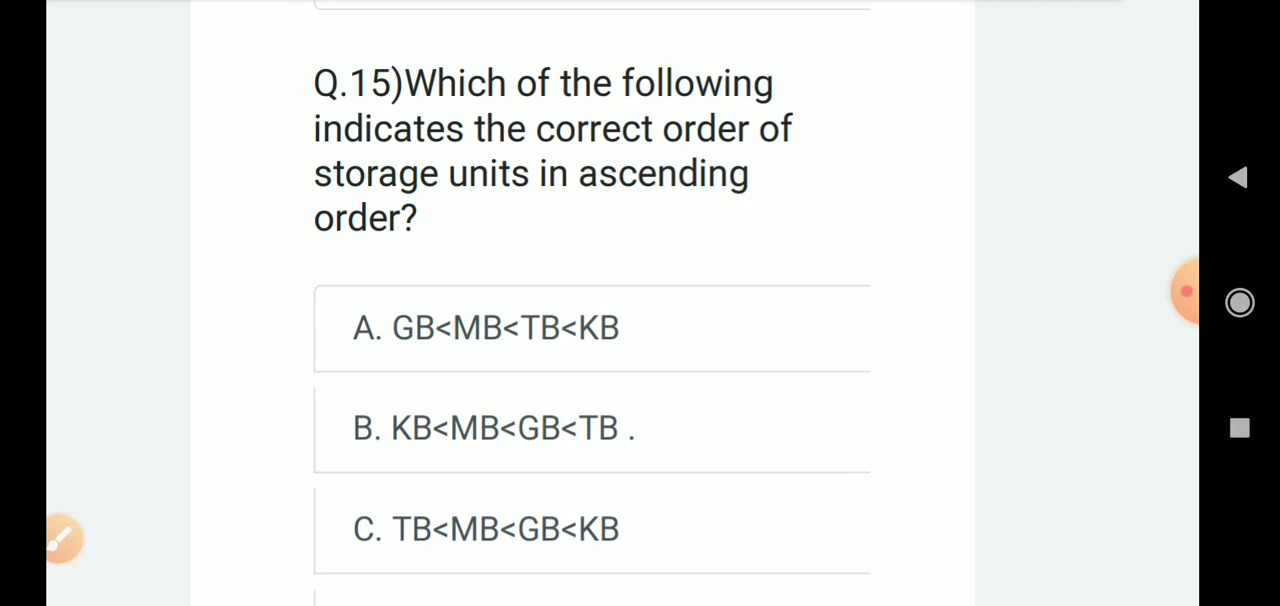 Q.15)Which of the following
indicates the correct order of
storage units in ascending
order?
A. GB<MB<TB<KB
B. KB<MB<GB<TB .
C. TB<MB<GB<KB